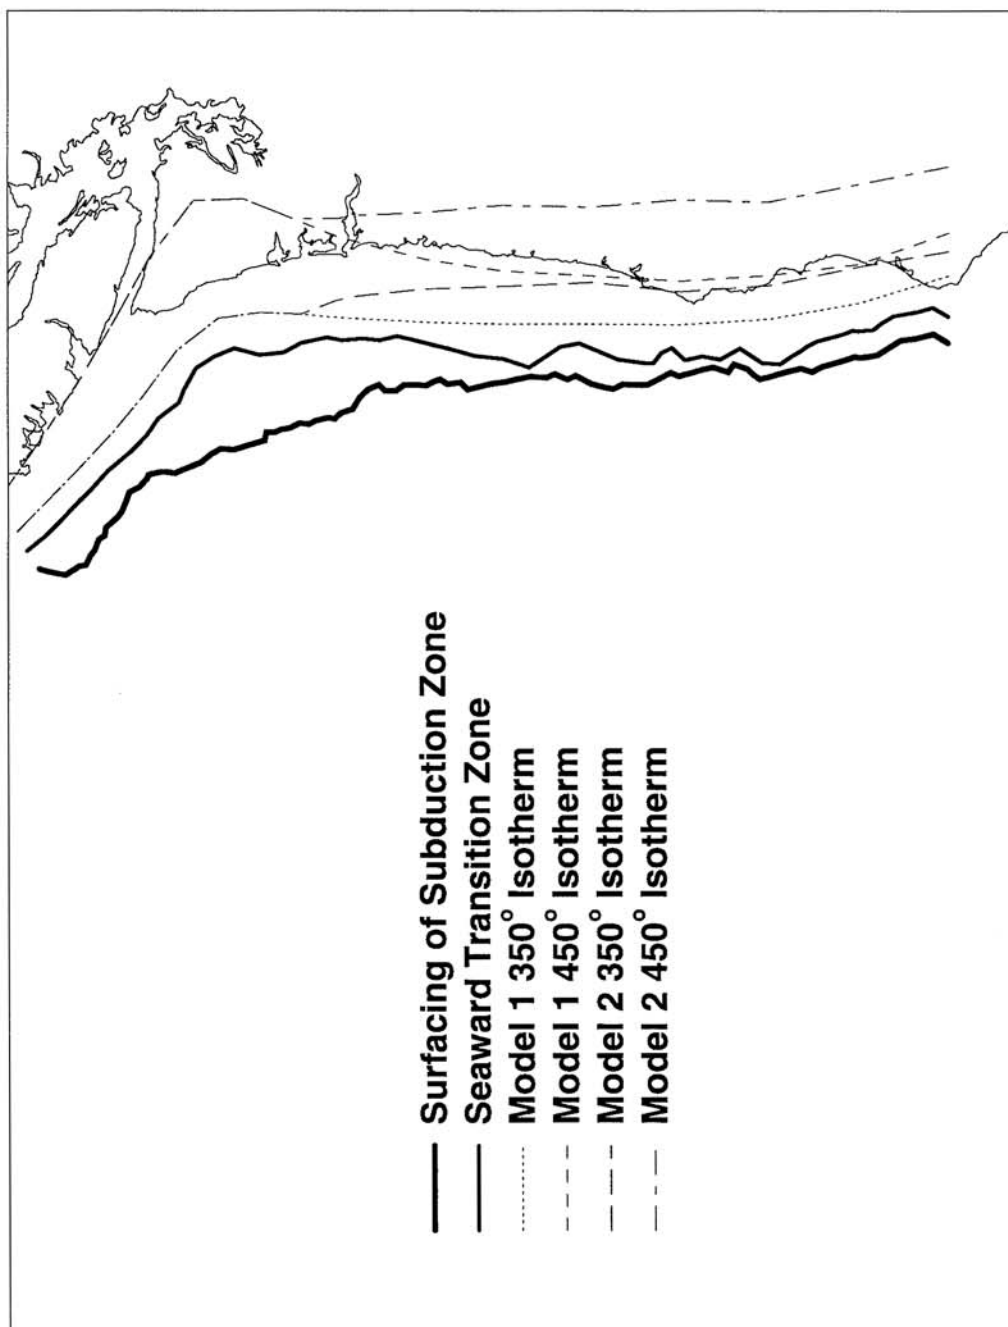 Surfacing of Subduction Zone
Seaward Transition Zone
Model 1 350° Isotherm
Model 1 450° Isotherm
Model 2 350° Isotherm
Model 2 450° Isotherm